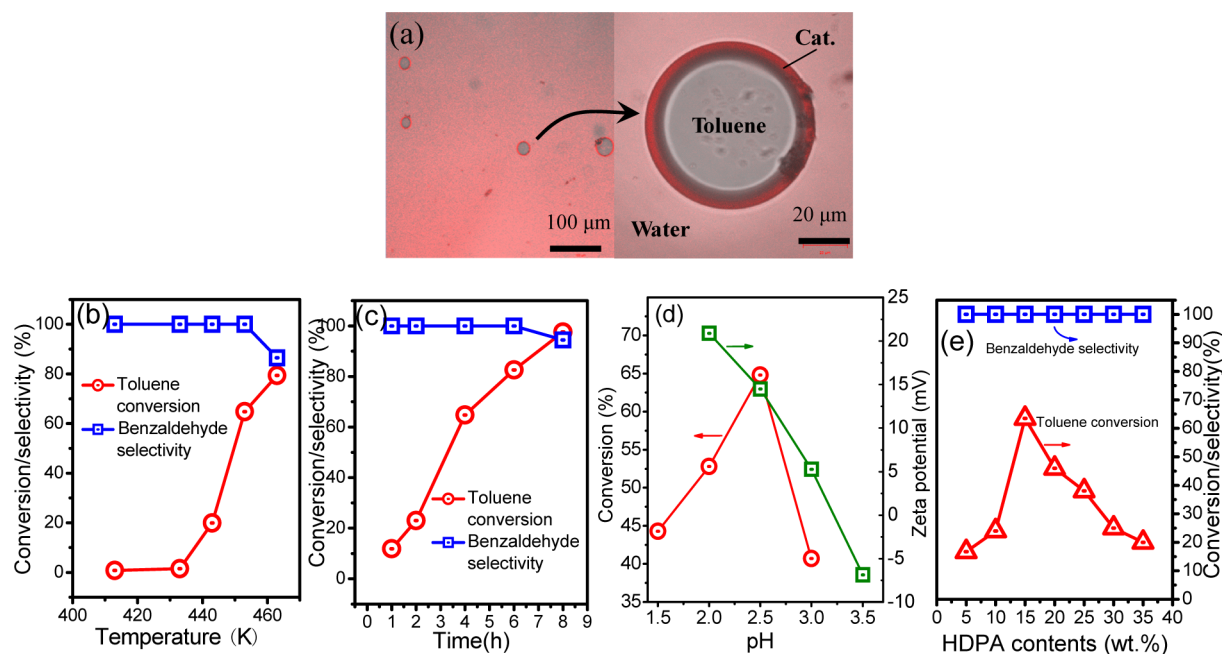 (a)
Cat.
Toluene
100 μm
Water
20 μm
(b)
Conversion/selectivity (%)
100
80
60
40
20
0
Toluene
conversion
Benzaldehyde
selectivity
400
420
440
460
Temperature (K)
(c)
Conversion/selectivity (%)
100
80
60
40
20
0
Toluene
conversion
Benzaldehyde
selectivity
0 1 2 3 4 5 6 7 8 9
Time(h)
(d)
Conversion (%)
70
65
60
55
50
45
40
35
1.5 2.0 2.5 3.0 3.5
pH
25
20
15
10
5
0
-5
-10
Zeta potential (mV)
(e)
Benzaldehyde selectivity
Toluene conversion
0 5 10 15 20 25 30 35 40
HDPA contents (wt.%)
100
90
80
70
60
50
40
30
20
10
0
Conversion/selectivity(%)